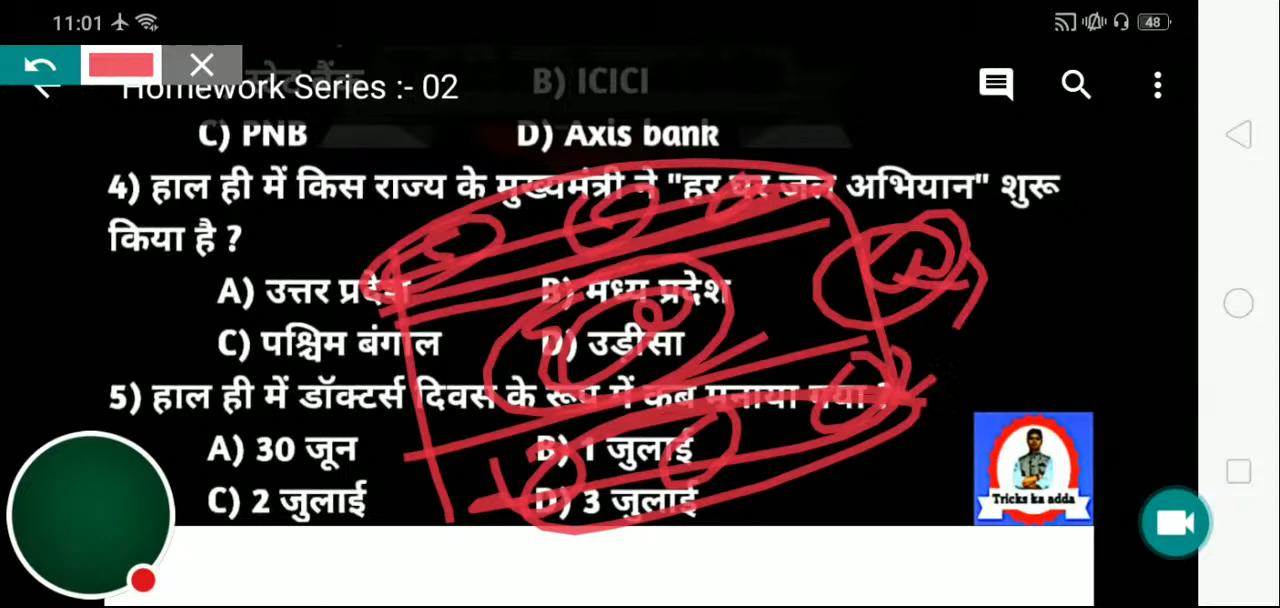 11:01 48
B) ICICI
Homework Series :- 02
C) PNB D) Axis bank
4) हाल ही में किस राज्य के मुख्यमंत्री ने "हर घर जल अभियान" शुरू
किया है ?
A) उत्तर प्रदेश B) मध्य प्रदेश
C) पश्चिम बंगाल D) उड़ीसा
5) हाल ही में डॉक्टर्स दिवस के रूप में कब मनाया गया ?
A) 30 जून B) 1 जुलाई
C) 2 जुलाई D) 3 जुलाई
Tricks ka adda